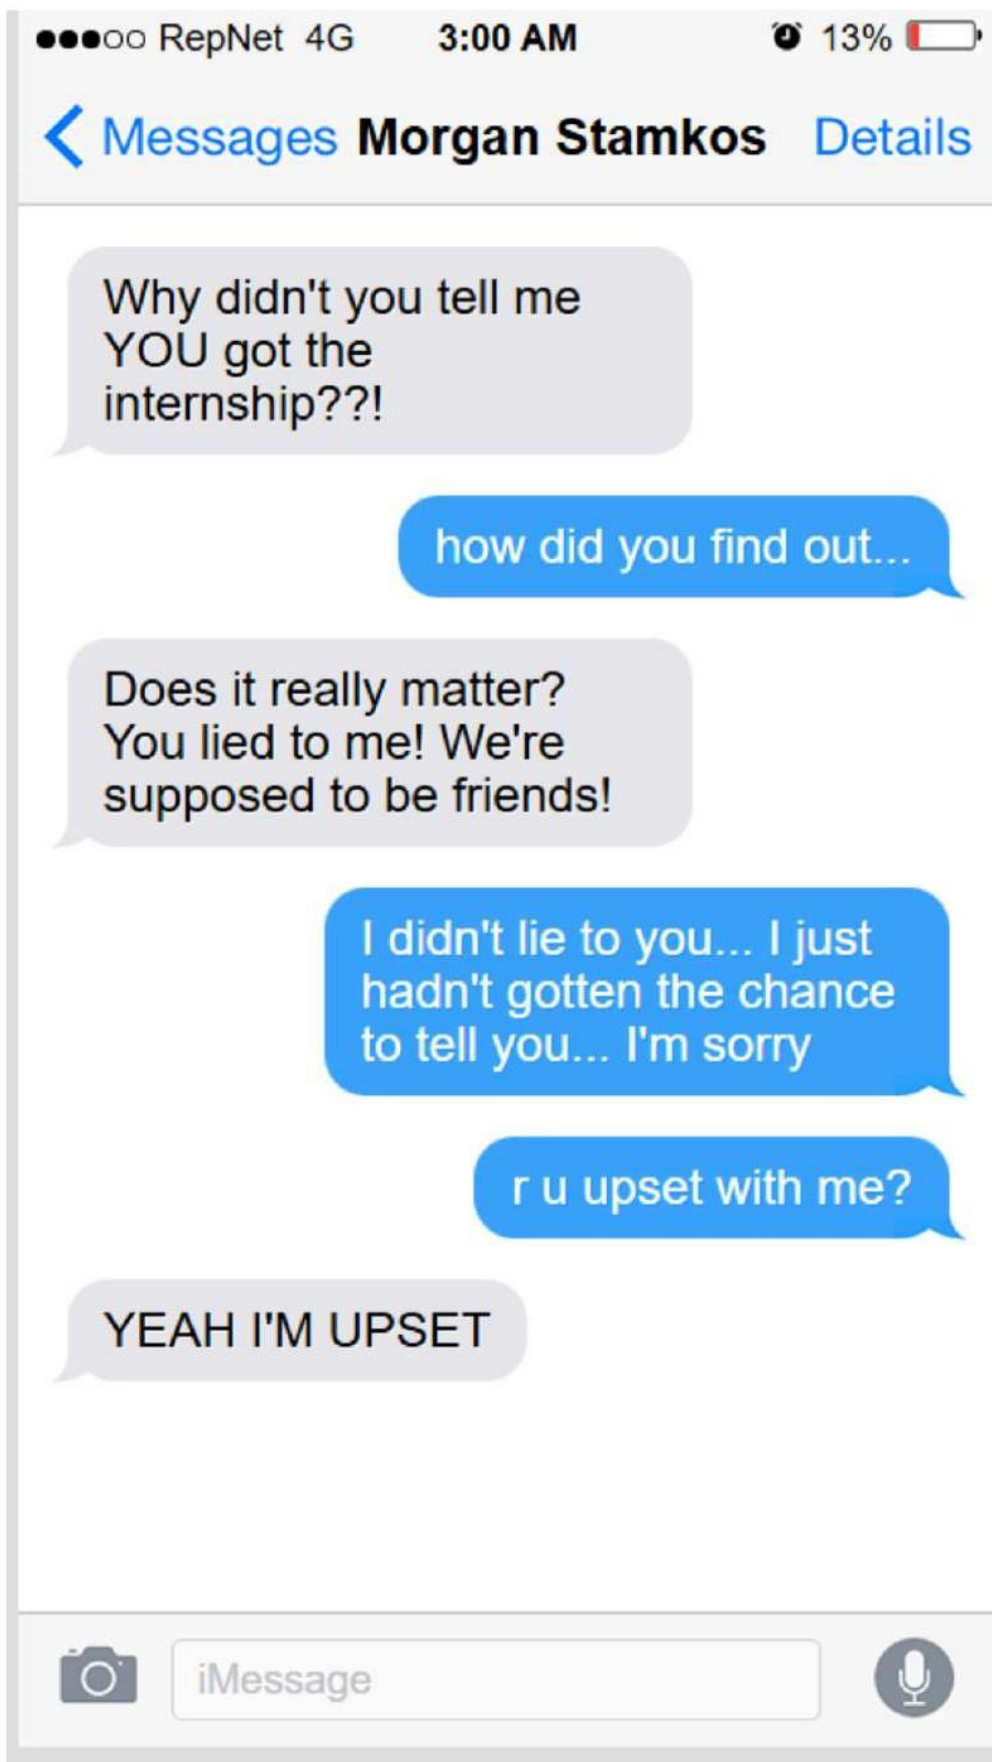 RepNet 4G 3:00 AM 13%
Messages Morgan Stamkos Details
Why didn't you tell me
YOU got the
internship??!
how did you find out...
Does it really matter?
You lied to me! We're
supposed to be friends!
I didn't lie to you... I just
hadn't gotten the chance
to tell you... I'm sorry
r u upset with me?
YEAH I'M UPSET
iMessage